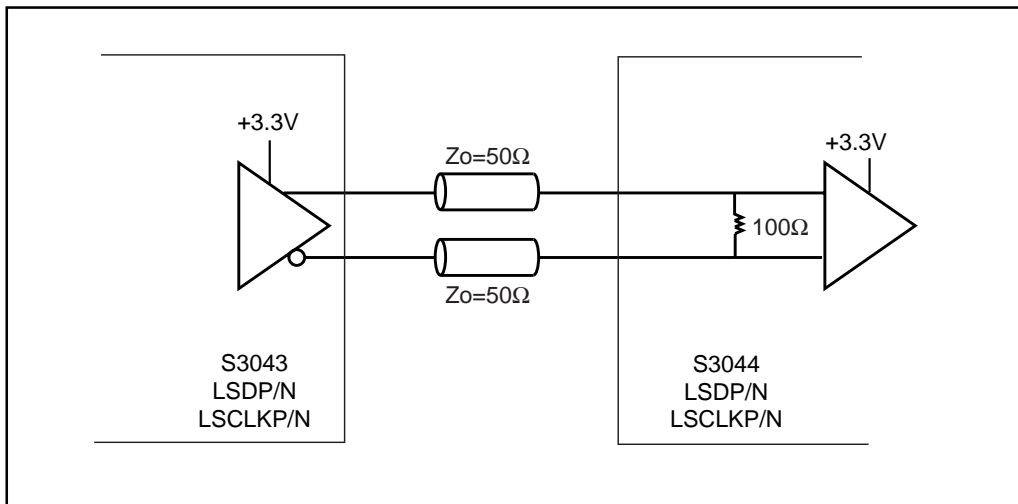 +3.3V
Zo=50Ω
+3.3V
100Ω
Zo=50Ω
S3043
LSDP/N
LSCLKP/N
S3044
LSDP/N
LSCLKP/N